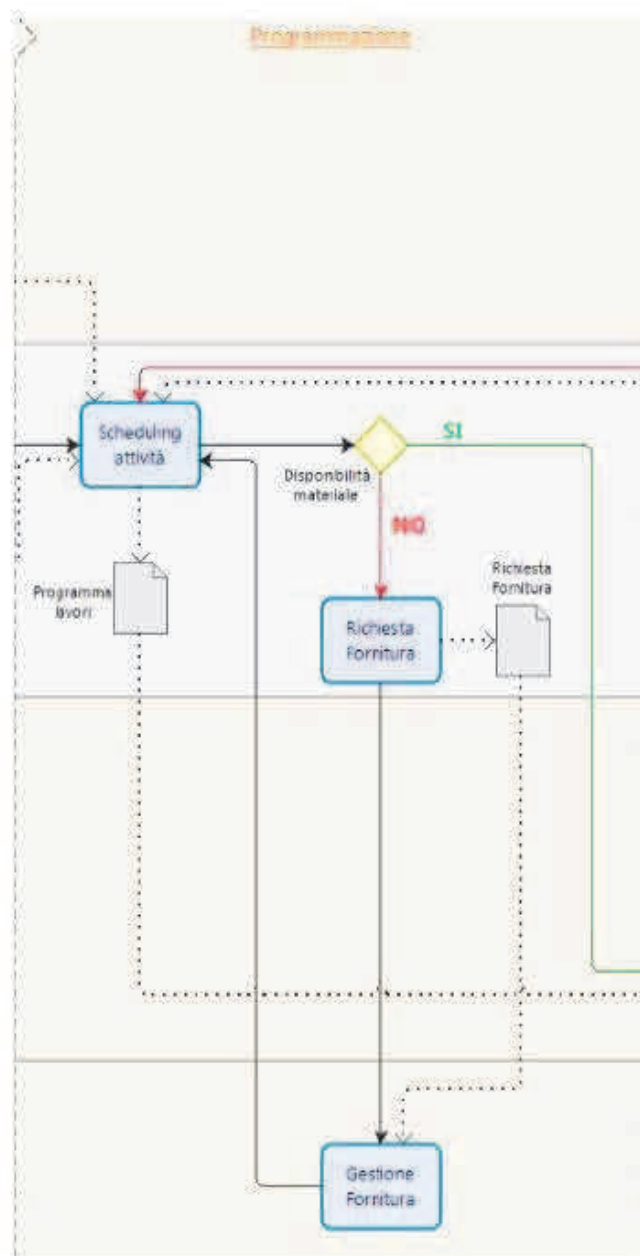 Programmazione
Scheduling
attività
SI
Disponbilità
materiale
NO
Richiesta
Fornitura
Programma
lavori
Richiesta
Fornitura
Gestione
Fornitura